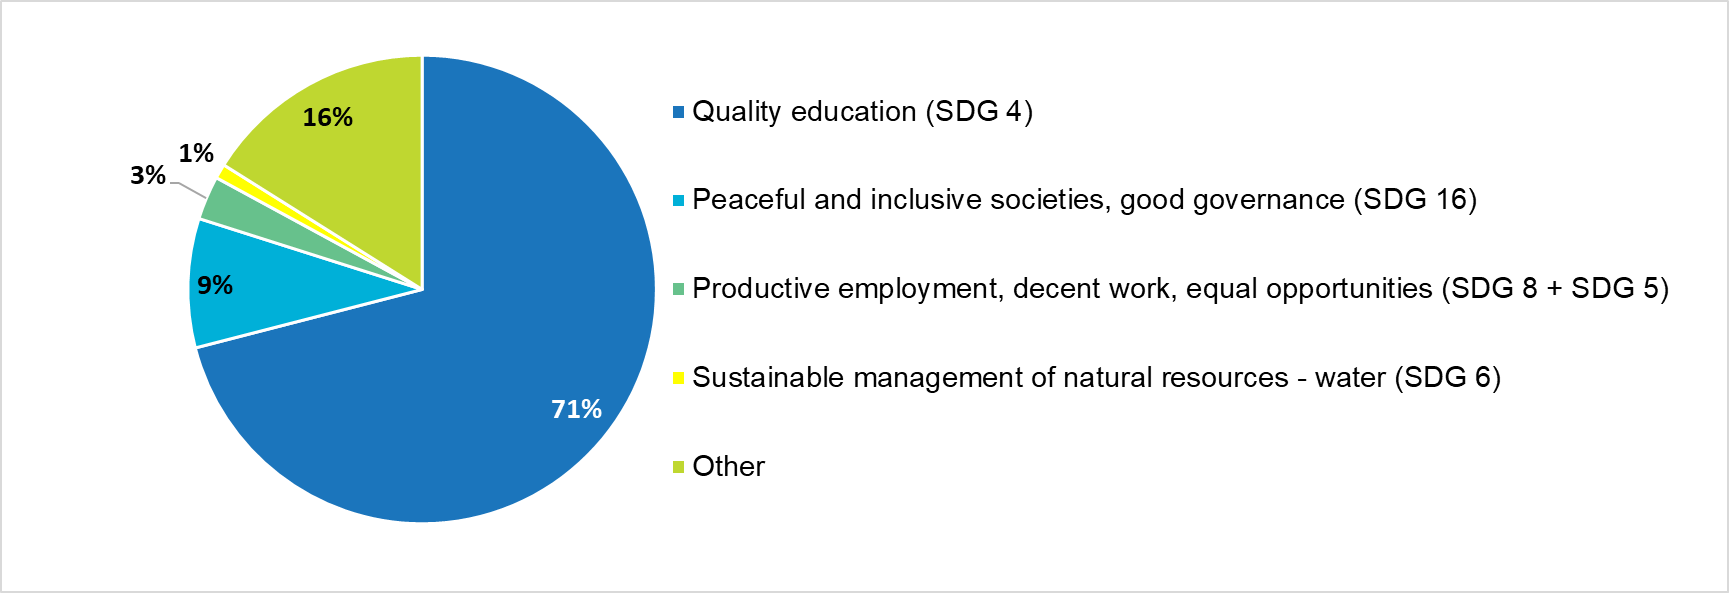 16%
1%
3%
9%
71%
Quality education (SDG 4)
Peaceful and inclusive societies, good governance (SDG 16)
Productive employment, decent work, equal opportunities (SDG 8 + SDG 5)
Sustainable management of natural resources - water (SDG 6)
Other